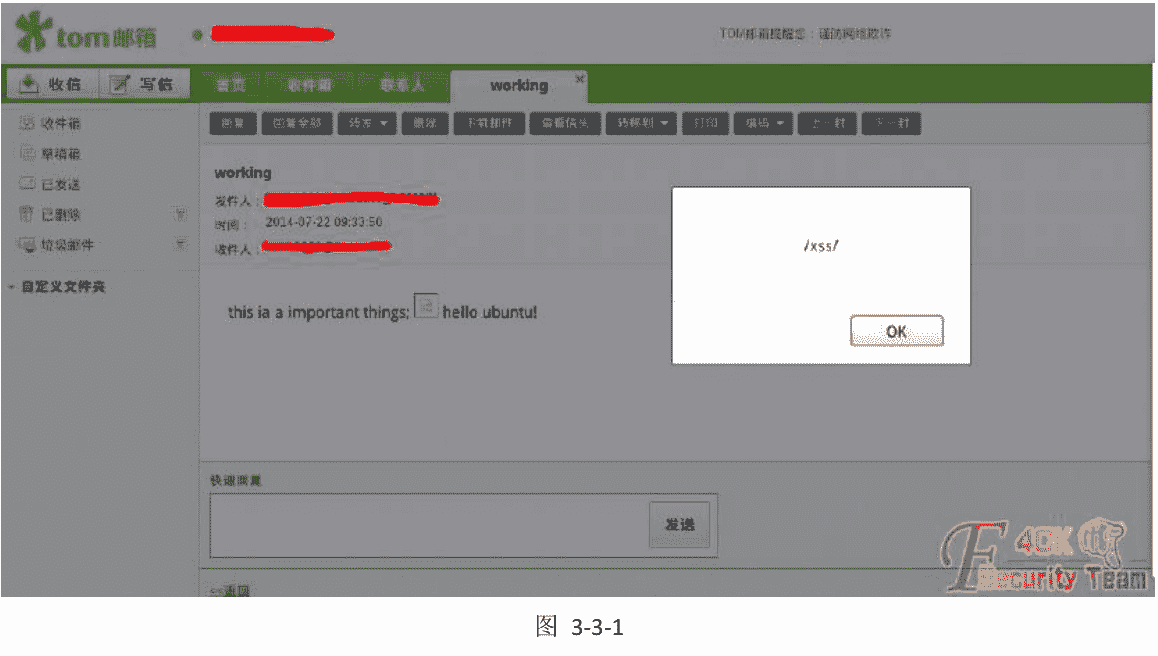 tom邮箱
TOM邮箱提醒您：谨防网络欺诈
收信 写信 首页 收件箱 联系人 working
收件箱
草稿箱
已发送
已删除
垃圾邮件
自定义文件夹
回复 回复全部 转发 删除 下载邮件 查看信头 转移到 打印 编码 上一封 下一封
working
发件人：
时间： 2014-07-22 09:33:50
收件人：
this ia a important things; hello ubuntu!
/xss/
OK
快速回复
发送
返回
F4CK
Security Team
图 3-3-1